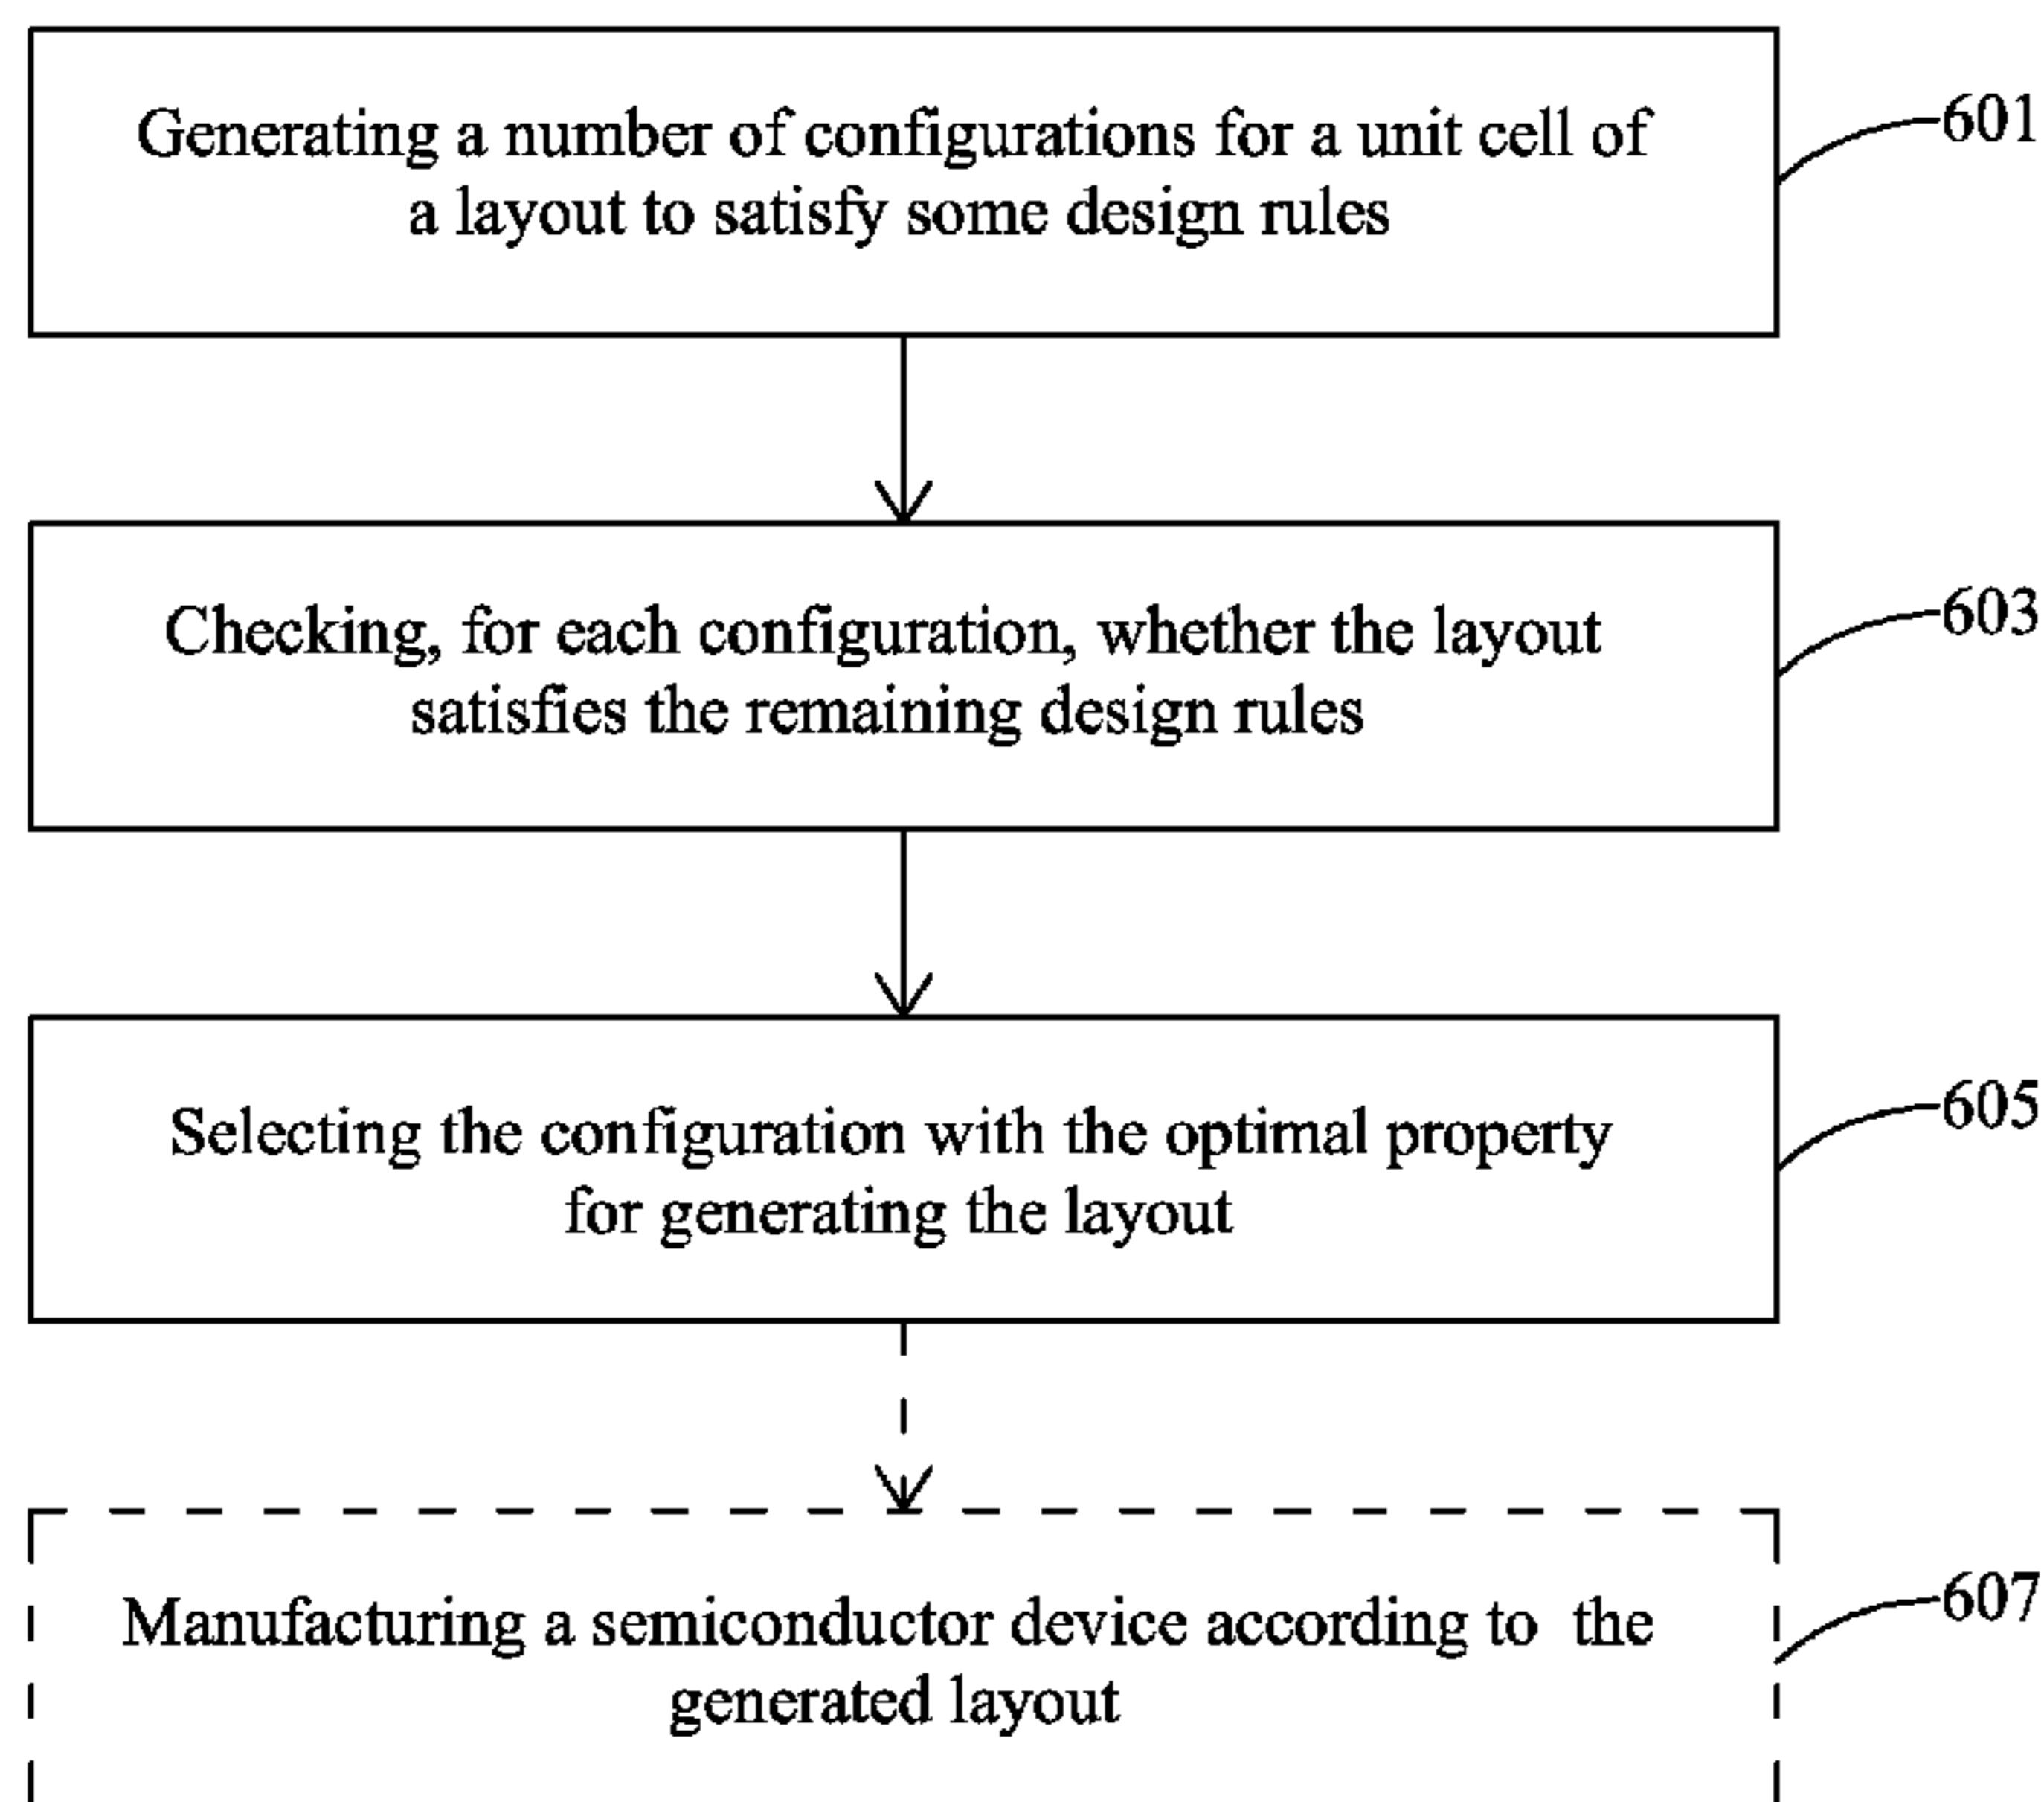 Generating a number of configurations for a unit cell of
a layout to satisfy some design rules
601
Checking, for each configuration, whether the layout
satisfies the remaining design rules
603
Selecting the configuration with the optimal property
for generating the layout
605
Manufacturing a semiconductor device according to the
generated layout
607